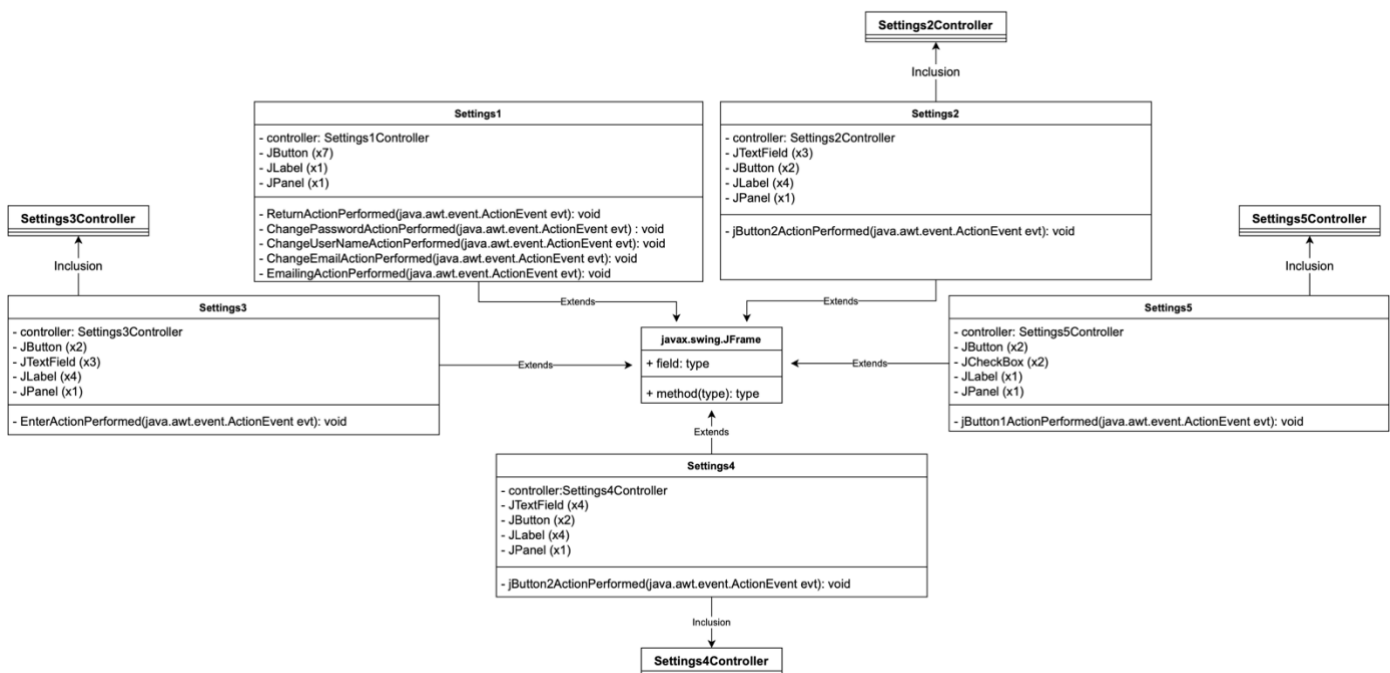 Settings2Controller
Inclusion
Settings1
- controller: Settings1Controller
- JButton (x7)
- JLabel (x1)
- JPanel (x1)
- ReturnActionPerformed(java.awt.event.ActionEvent evt): void
- ChangePasswordActionPerformed(java.awt.event.ActionEvent evt) : void
- ChangeUserNameActionPerformed(java.awt.event.ActionEvent evt): void
- ChangeEmailActionPerformed(java.awt.event.ActionEvent evt): void
- EmailingActionPerformed(java.awt.event.ActionEvent evt): void
Extends
Settings2
- controller: Settings2Controller
- JTextField (x3)
- JButton (x2)
- JLabel (x4)
- JPanel (x1)
- jButton2ActionPerformed(java.awt.event.ActionEvent evt): void
Extends
Settings3Controller
Inclusion
Settings3
- controller: Settings3Controller
- JButton (x2)
- JTextField (x3)
- JLabel (x4)
- JPanel (x1)
- EnterActionPerformed(java.awt.event.ActionEvent evt): void
Extends
javax.swing.JFrame
+ field: type
+ method(type): type
Settings5Controller
Inclusion
Settings5
- controller: Settings5Controller
- JButton (x2)
- JCheckBox (x2)
- JLabel (x1)
- JPanel (x1)
- jButton1ActionPerformed(java.awt.event.ActionEvent evt): void
Extends
Extends
Settings4
- controller:Settings4Controller
- JTextField (x4)
- JButton (x2)
- JLabel (x4)
- JPanel (x1)
- jButton2ActionPerformed(java.awt.event.ActionEvent evt): void
Inclusion
Settings4Controller